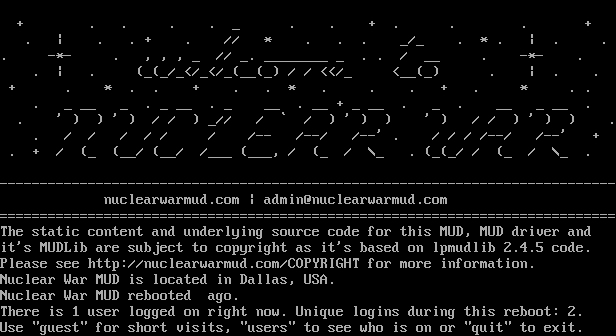 welcome to
NUCLEAR WAR
nuclearwarmud.com | admin@nuclearwarmud.com
The static content and underlying source code for this MUD, MUD driver and
it's MUDLib are subject to copyright as it's based on lpmudlib 2.4.5 code.
Please see http://nuclearwarmud.com/COPYRIGHT for more information.
Nuclear War MUD is located in Dallas, USA.
Nuclear War MUD rebooted  ago.
There is 1 user logged on right now. Unique logins during this reboot: 2.
Use "guest" for short visits, "users" to see who is on or "quit" to exit.